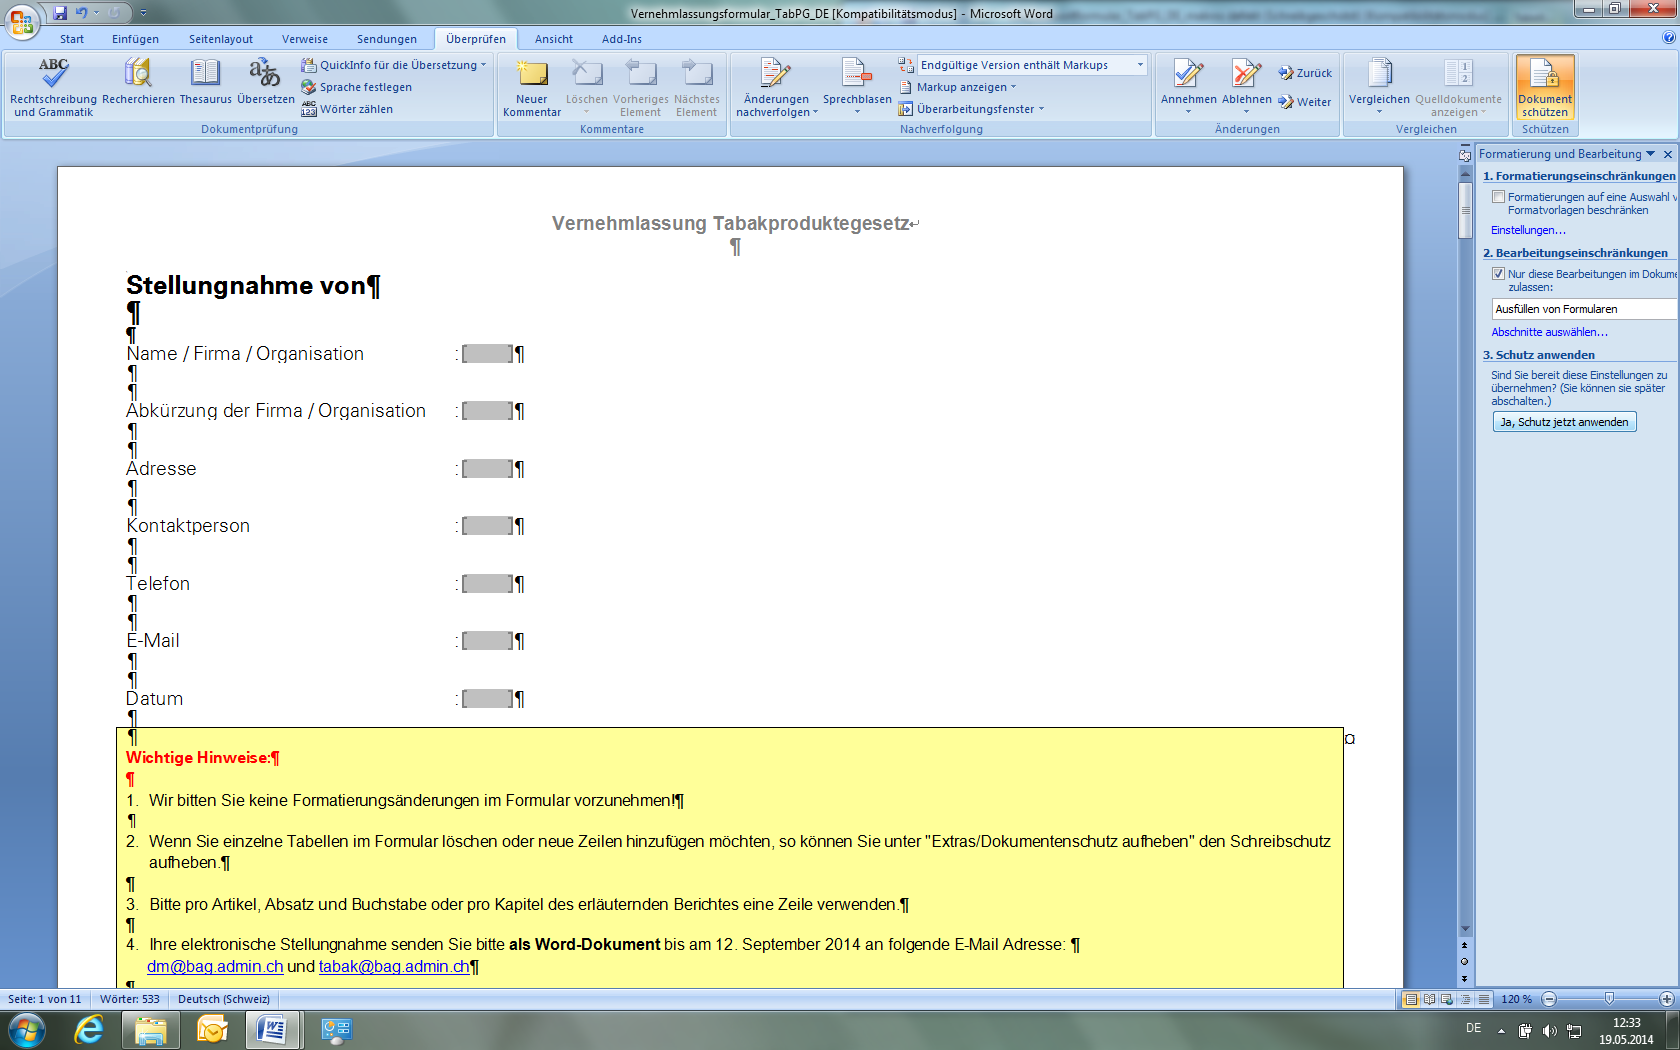 Vernehmlassungsformular_TabPG_DE [Kompatibilitätsmodus] - Microsoft Word
Start Einfügen Seitenlayout Verweise Sendungen Überprüfen Ansicht Add-Ins
ABC
Rechtschreibung und Grammatik
Recherchieren
Thesaurus
Übersetzen
QuickInfo für die Übersetzung
Sprache festlegen
Wörter zählen
Dokumentprüfung
Neuer Kommentar
Löschen
Vorheriges Element
Nächstes Element
Kommentare
Änderungen nachverfolgen
Sprechblasen
Endgültige Version enthält Markups
Markup anzeigen
Überarbeitungsfenster
Nachverfolgung
Annehmen
Ablehnen
Zurück
Weiter
Änderungen
Vergleichen
Quelldokumente anzeigen
Vergleichen
Dokument schützen
Schützen
Vernehmlassung Tabakproduktegesetz↵
¶
Stellungnahme von¶
¶
¶
Name / Firma / Organisation : ¶
¶
¶
Abkürzung der Firma / Organisation : ¶
¶
¶
Adresse : ¶
¶
¶
Kontaktperson : ¶
¶
¶
Telefon : ¶
¶
¶
E-Mail : ¶
¶
¶
Datum : ¶
¶
¶
Wichtige Hinweise:¶
¶
1. Wir bitten Sie keine Formatierungsänderungen im Formular vorzunehmen!¶
¶
2. Wenn Sie einzelne Tabellen im Formular löschen oder neue Zeilen hinzufügen möchten, so können Sie unter "Extras/Dokumentenschutz aufheben" den Schreibschutz
aufheben.¶
¶
3. Bitte pro Artikel, Absatz und Buchstabe oder pro Kapitel des erläuternden Berichtes eine Zeile verwenden.¶
¶
4. Ihre elektronische Stellungnahme senden Sie bitte als Word-Dokument bis am 12. September 2014 an folgende E-Mail Adresse: ¶
dm@bag.admin.ch und tabak@bag.admin.ch¶
Formatierung und Bearbeitung
1. Formatierungseinschränkungen
Formatierungen auf eine Auswahl v
Formatvorlagen beschränken
Einstellungen...
2. Bearbeitungseinschränkungen
Nur diese Bearbeitungen im Dokume
zulassen:
Ausfüllen von Formularen
Abschnitte auswählen...
3. Schutz anwenden
Sind Sie bereit diese Einstellungen zu
übernehmen? (Sie können sie später
abschalten.)
Ja, Schutz jetzt anwenden
Seite: 1 von 11 Wörter: 533 Deutsch (Schweiz) 120 %
DE
12:33
19.05.2014